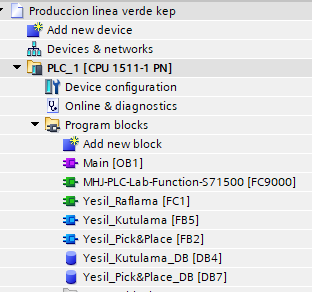 Produccion linea verde kep
Add new device
Devices & networks
PLC_1 [CPU 1511-1 PN]
Device configuration
Online & diagnostics
Program blocks
Add new block
Main [OB1]
MHJ-PLC-Lab-Function-S71500 [FC9000]
Yesil_Raflama [FC1]
Yesil_Kutulama [FB5]
Yesil_Pick&Place [FB2]
Yesil_Kutulama_DB [DB4]
Yesil_Pick&Place_DB [DB7]